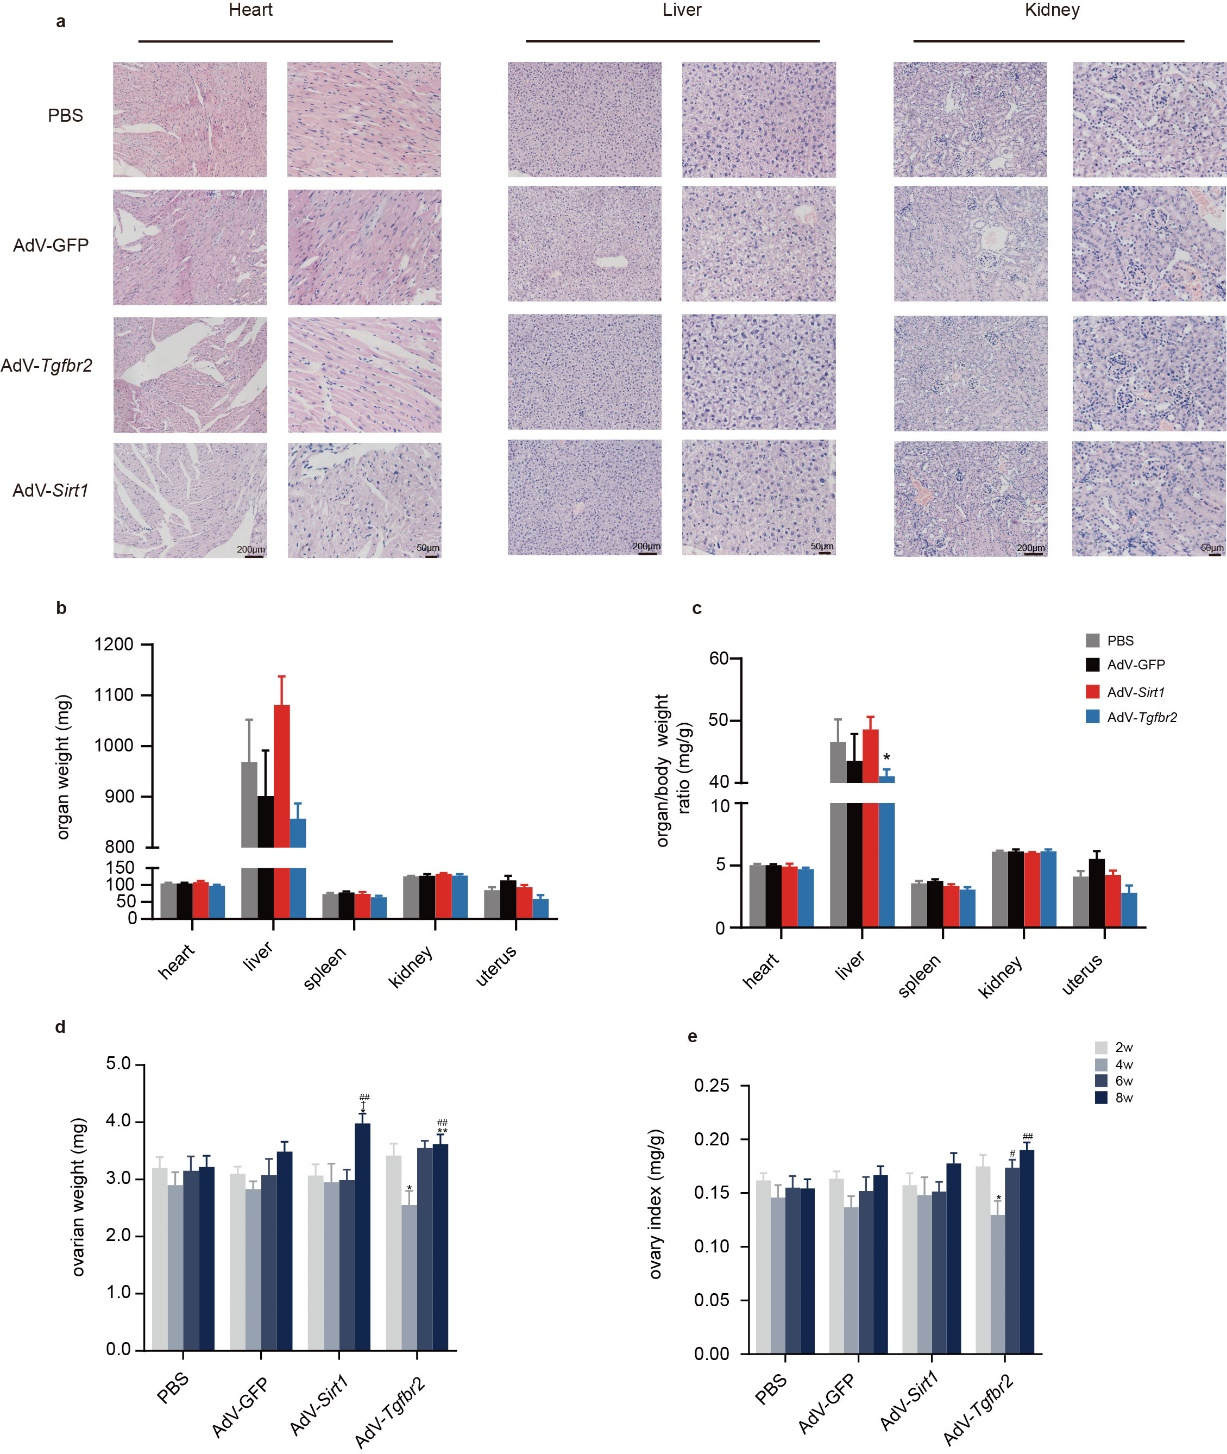 a
Heart
Liver
Kidney
PBS
AdV-GFP
AdV-Tgfbr2
AdV-Sirt1
200μm
50μm
200μm
50μm
200μm
50μm
b
1200
1100
1000
900
800
150
100
50
0
organ weight (mg)
heart
liver
spleen
kidney
uterus
c
60
50
40
10
5
0
organ/body weight
ratio (mg/g)
*
heart
liver
spleen
kidney
uterus
PBS
AdV-GFP
AdV-Sirt1
AdV-Tgfbr2
d
5.0
4.0
3.0
2.0
1.0
0.0
ovarian weight (mg)
##
*
##
**
PBS
AdV-GFP
AdV-Sirt1
AdV-Tgfbr2
e
0.25
0.20
0.15
0.10
0.05
0.00
ovary index (mg/g)
*
#
##
PBS
AdV-GFP
AdV-Sirt1
AdV-Tgfbr2
2w
4w
6w
8w